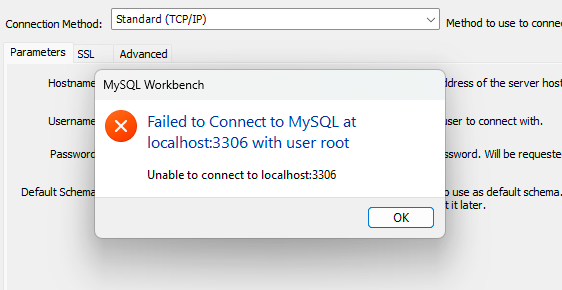 Connection Method: Standard (TCP/IP) Method to use to connec
Parameters SSL Advanced
MySQL Workbench
Hostname ddress of the server host
Failed to Connect to MySQL at
localhost:3306 with user root
Username user to connect with.
Password ssword. Will be requeste
Unable to connect to localhost:3306
Default Schema to use as default schema.
t it later.
OK